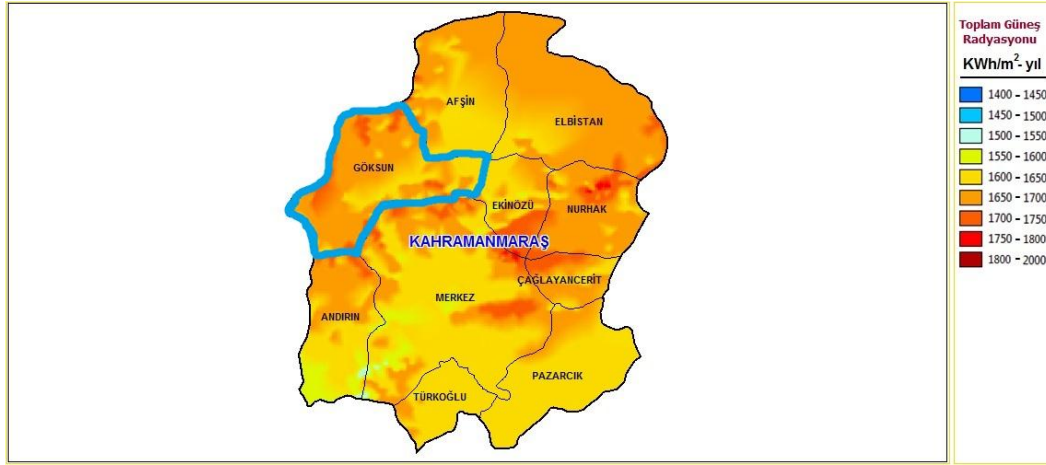 AFŞİN
ELBİSTAN
GÖKSUN
EKİNÖZÜ
NURHAK
KAHRAMANMARAŞ
ÇAĞLAYANCERİT
MERKEZ
ANDIRIN
PAZARCIK
TÜRKOĞLU
Toplam Güneş
Radyasyonu
KWh/m²- yıl
1400 - 1450
1450 - 1500
1500 - 1550
1550 - 1600
1600 - 1650
1650 - 1700
1700 - 1750
1750 - 1800
1800 - 2000